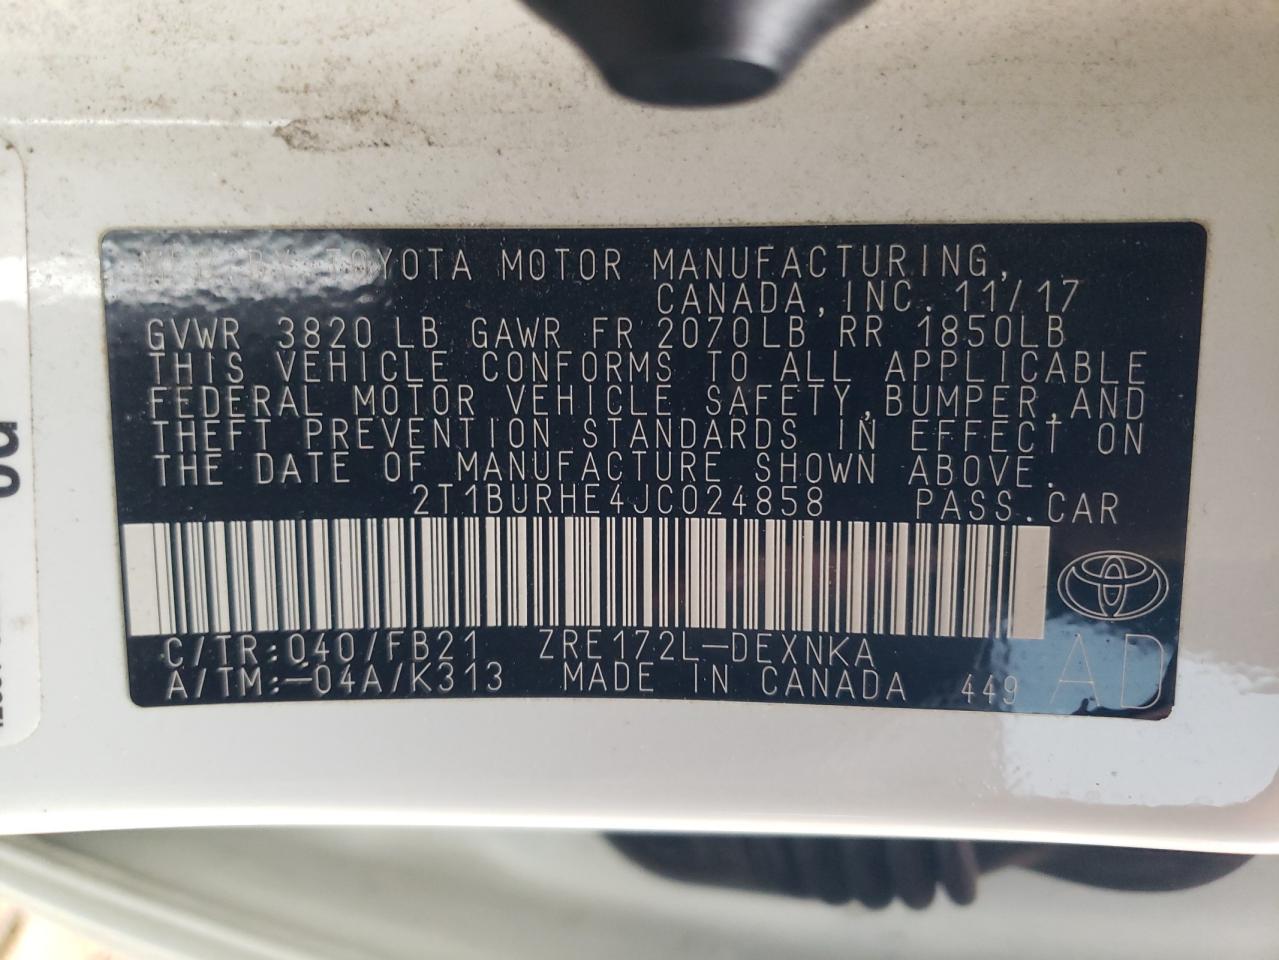 MFD. BY TOYOTA MOTOR MANUFACTURING,
CANADA, INC. 11/17
GVWR 3820 LB GAWR FR 2070LB RR 1850LB
THIS VEHICLE CONFORMS TO ALL APPLICABLE
FEDERAL MOTOR VEHICLE SAFETY, BUMPER, AND
THEFT PREVENTION STANDARDS IN EFFECT ON
THE DATE OF MANUFACTURE SHOWN ABOVE.
2T1BURHE4JC024858 PASS. CAR
C/TR:040/FB21 ZRE172L-DEXNKA
A/TM:-04A/K313 MADE IN CANADA 449 AD